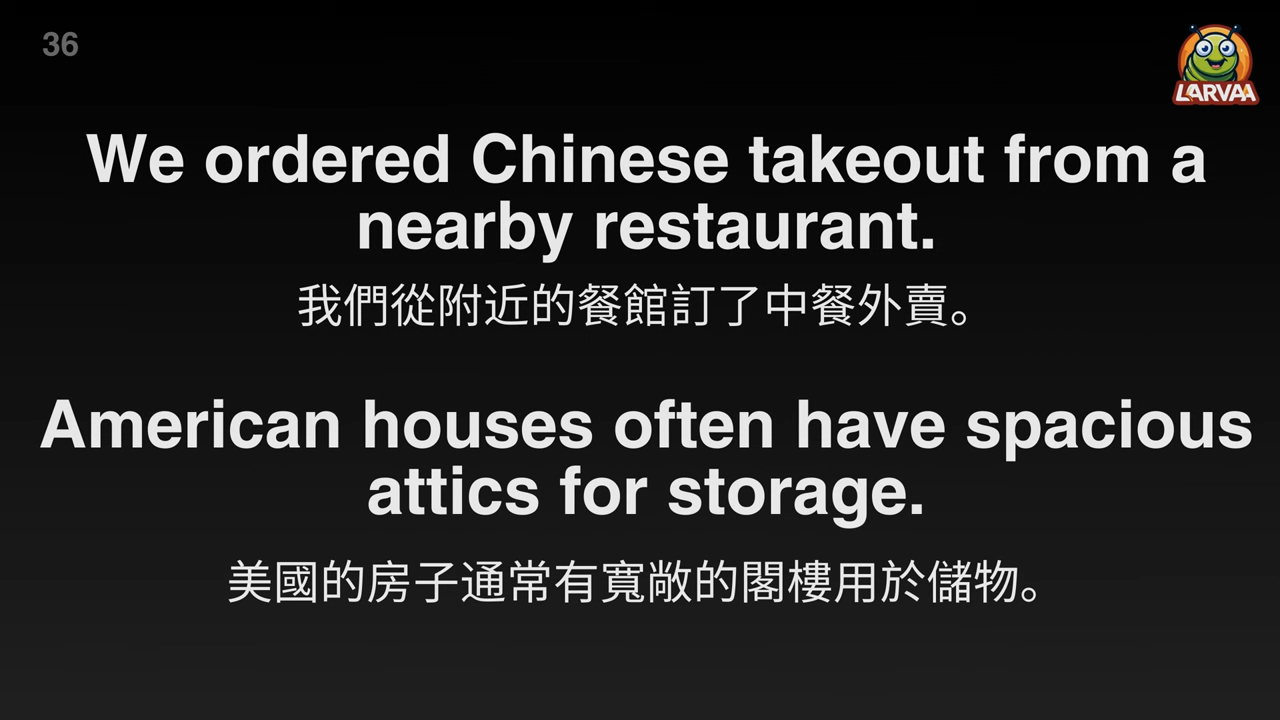 36
LARVAA
We ordered Chinese takeout from a
nearby restaurant.
我們從附近的餐館訂了中餐外賣。
American houses often have spacious
attics for storage.
美國的房子通常有寬敞的閣樓用於儲物。